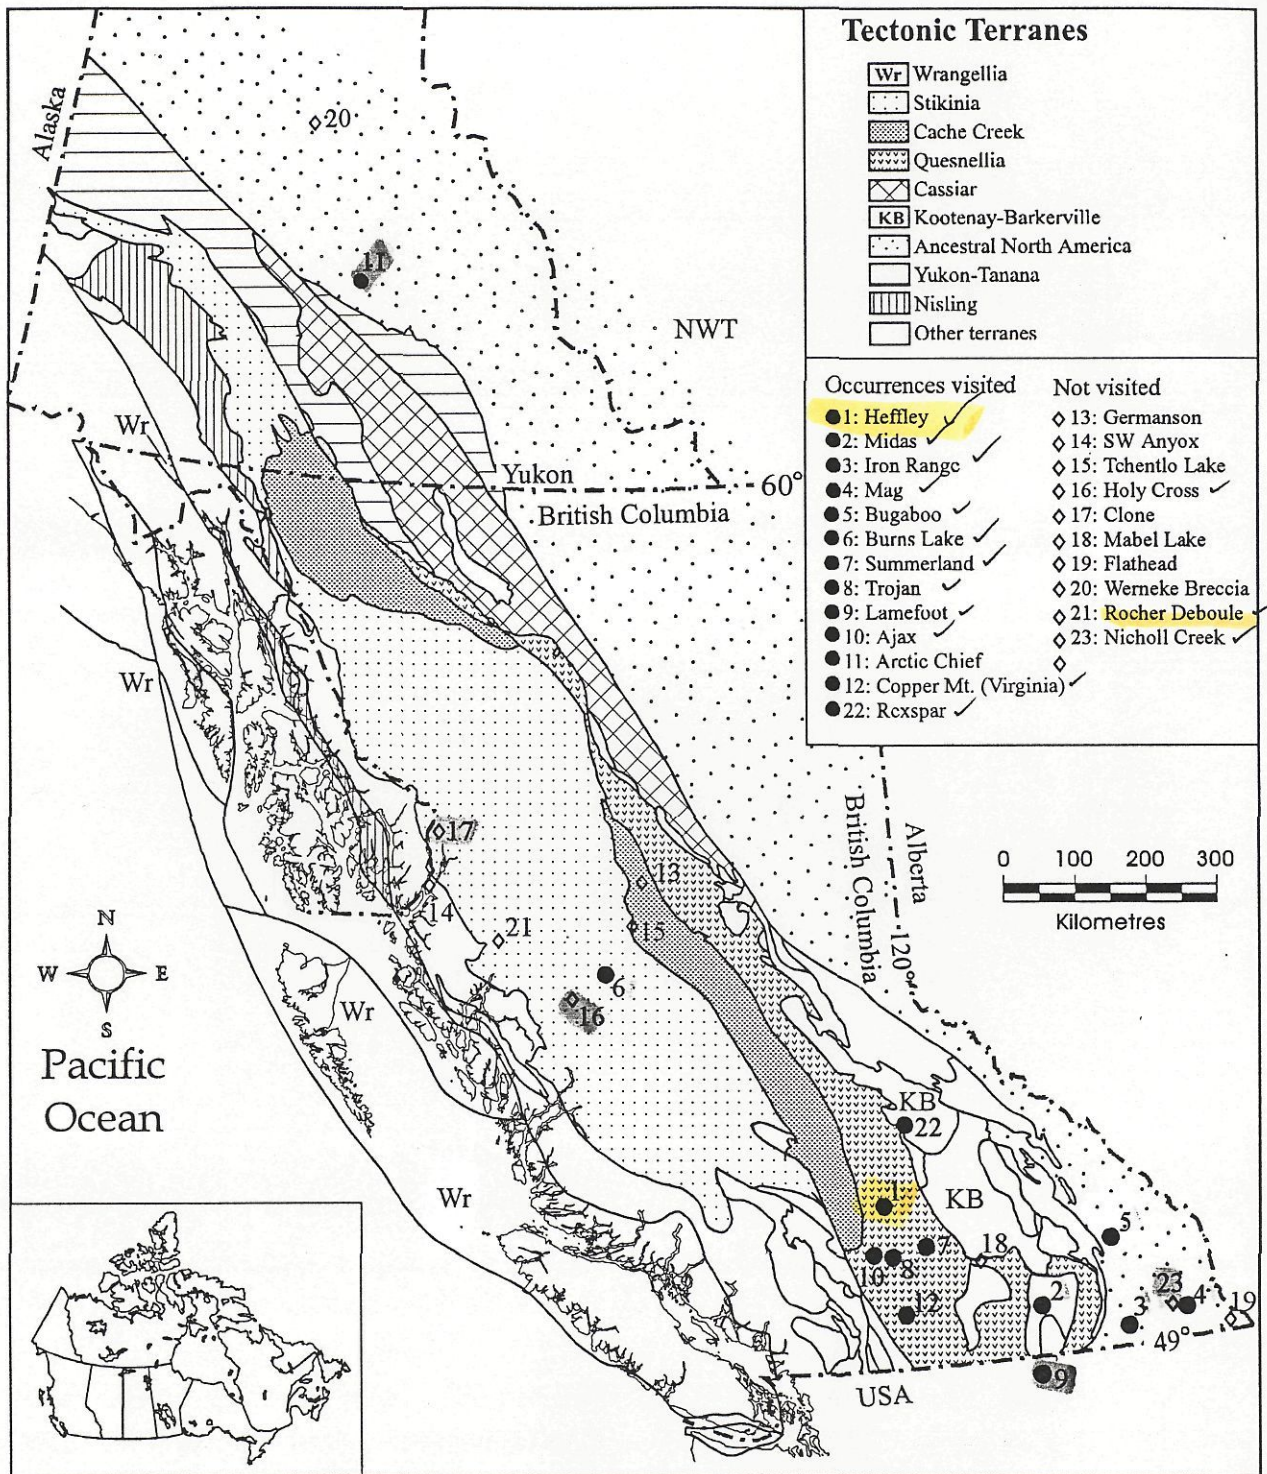 Tectonic Terranes
Wr Wrangellia
Stikinia
Cache Creek
Quesnellia
Cassiar
KB Kootenay-Barkerville
Ancestral North America
Yukon-Tanana
Nisling
Other terranes
Occurrences visited
1: Heffley
2: Midas
3: Iron Range
4: Mag
5: Bugaboo
6: Burns Lake
7: Summerland
8: Trojan
9: Lamefoot
10: Ajax
11: Arctic Chief
12: Copper Mt. (Virginia)
22: Rexspar
Not visited
13: Germanson
14: SW Anyox
15: Tchentlo Lake
16: Holy Cross
17: Clone
18: Mabel Lake
19: Flathead
20: Werneke Breccia
21: Rocher Deboule
23: Nicholl Creek
Alaska
20
11
NWT
Wr
Yukon
60°
British Columbia
Wr
17
13
14
21
15
6
16
British Columbia
Alberta
120°
0 100 200 300
Kilometres
N
W E
S
Wr
Pacific
Ocean
KB
22
Wr
1
KB
5
7
18
10
8
12
2
23
4
3
19
49°
9
USA